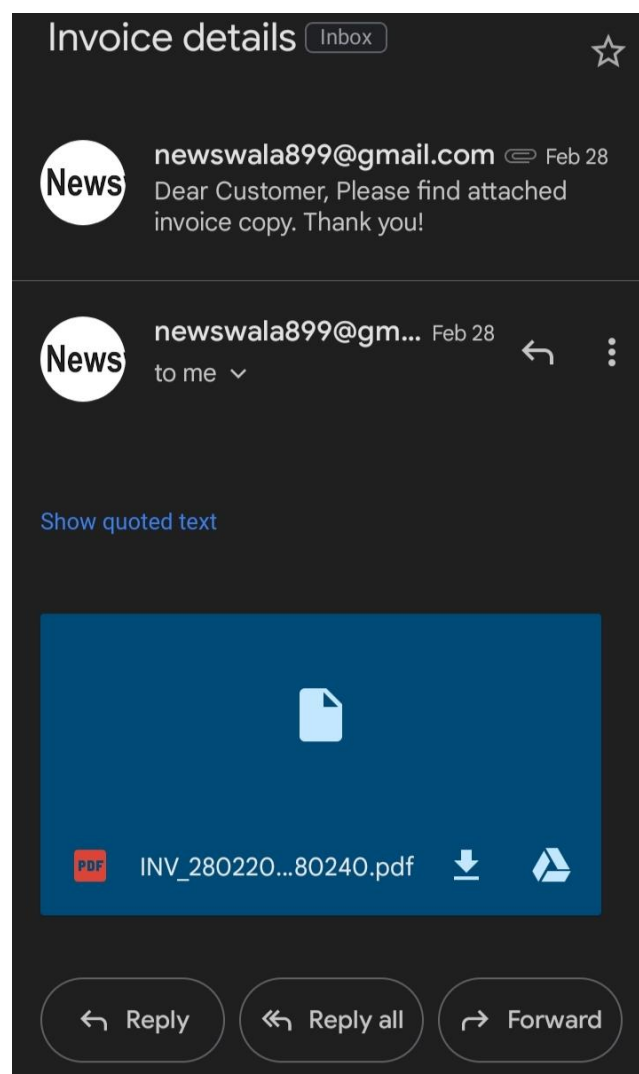 Invoice details Inbox
News
newswala899@gmail.com Feb 28
Dear Customer, Please find attached
invoice copy. Thank you!
News
newswala899@gm... Feb 28
to me
Show quoted text
PDF INV_280220...80240.pdf
Reply Reply all Forward